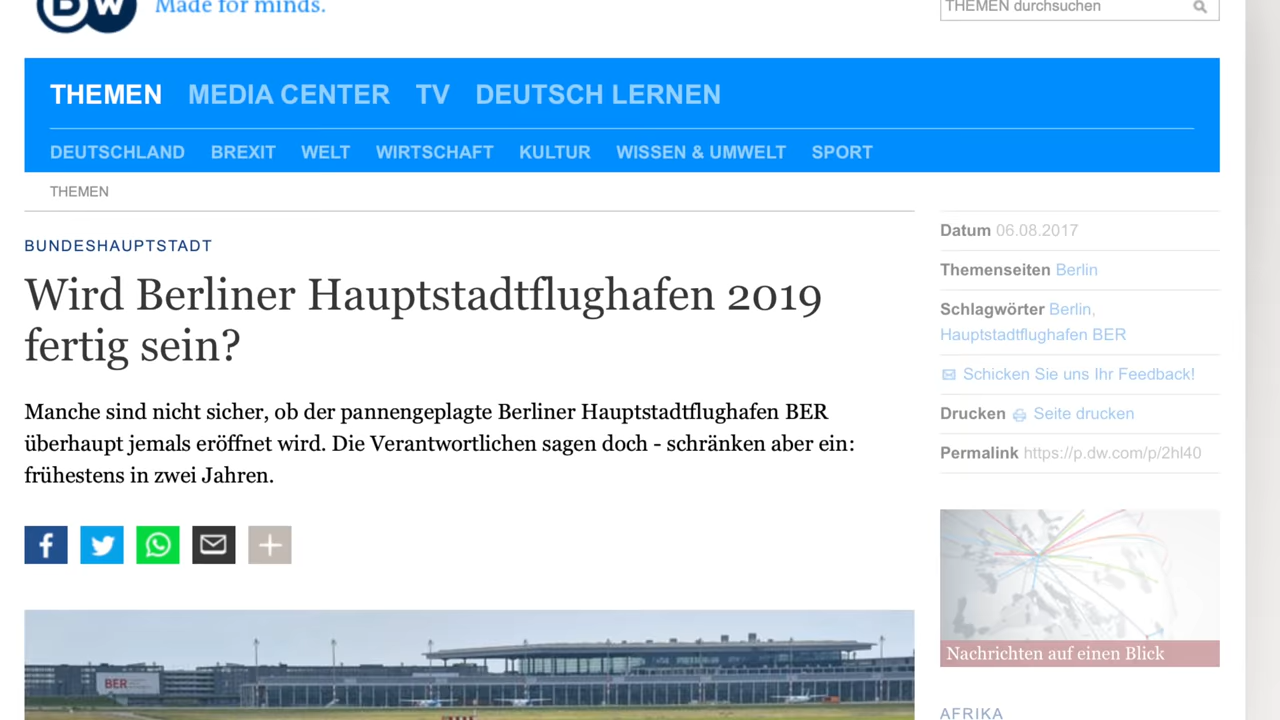 DW
Made for minds.
THEMEN durchsuchen
THEMEN MEDIA CENTER TV DEUTSCH LERNEN
DEUTSCHLAND BREXIT WELT WIRTSCHAFT KULTUR WISSEN & UMWELT SPORT
THEMEN
BUNDESHAUPTSTADT
Wird Berliner Hauptstadtflughafen 2019
fertig sein?
Manche sind nicht sicher, ob der pannengeplagte Berliner Hauptstadtflughafen BER
überhaupt jemals eröffnet wird. Die Verantwortlichen sagen doch - schränken aber ein:
frühestens in zwei Jahren.
BER
Datum 06.08.2017
Themenseiten Berlin
Schlagwörter Berlin,
Hauptstadtflughafen BER
Schicken Sie uns Ihr Feedback!
Drucken Seite drucken
Permalink https://p.dw.com/p/2hl40
Nachrichten auf einen Blick
AFRIKA